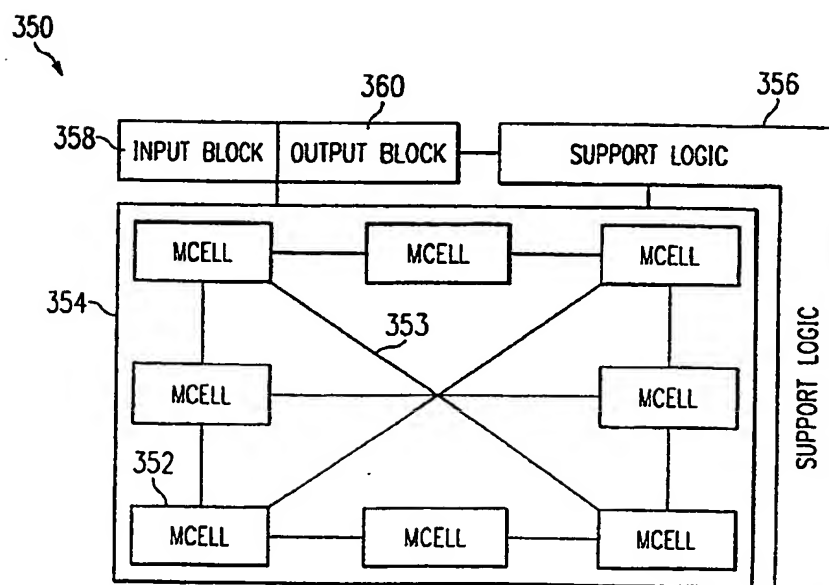 350
360
356
358
INPUT BLOCK
OUTPUT BLOCK
SUPPORT LOGIC
MCELL
MCELL
MCELL
354
353
MCELL
MCELL
SUPPORT LOGIC
352
MCELL
MCELL
MCELL